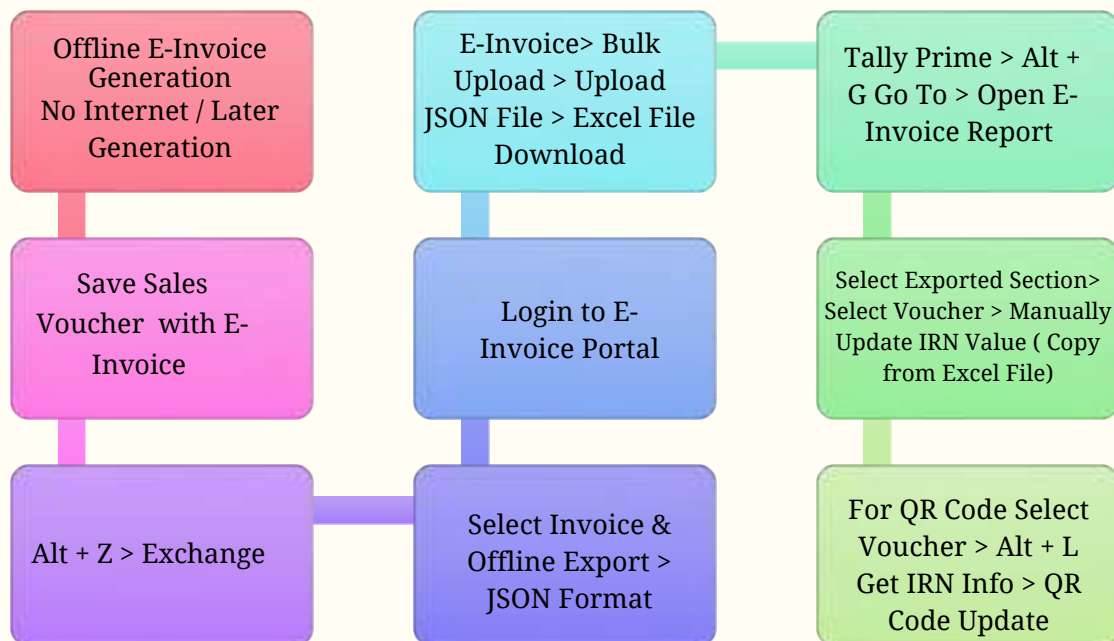 Offline E-Invoice
Generation
No Internet / Later
Generation
Save Sales
Voucher with E-
Invoice
Alt + Z > Exchange
Select Invoice &
Offline Export >
JSON Format
Login to E-
Invoice Portal
E-Invoice> Bulk
Upload > Upload
JSON File > Excel File
Download
Tally Prime > Alt +
G Go To > Open E-
Invoice Report
Select Exported Section>
Select Voucher > Manually
Update IRN Value ( Copy
from Excel File)
For QR Code Select
Voucher > Alt + L
Get IRN Info > QR
Code Update